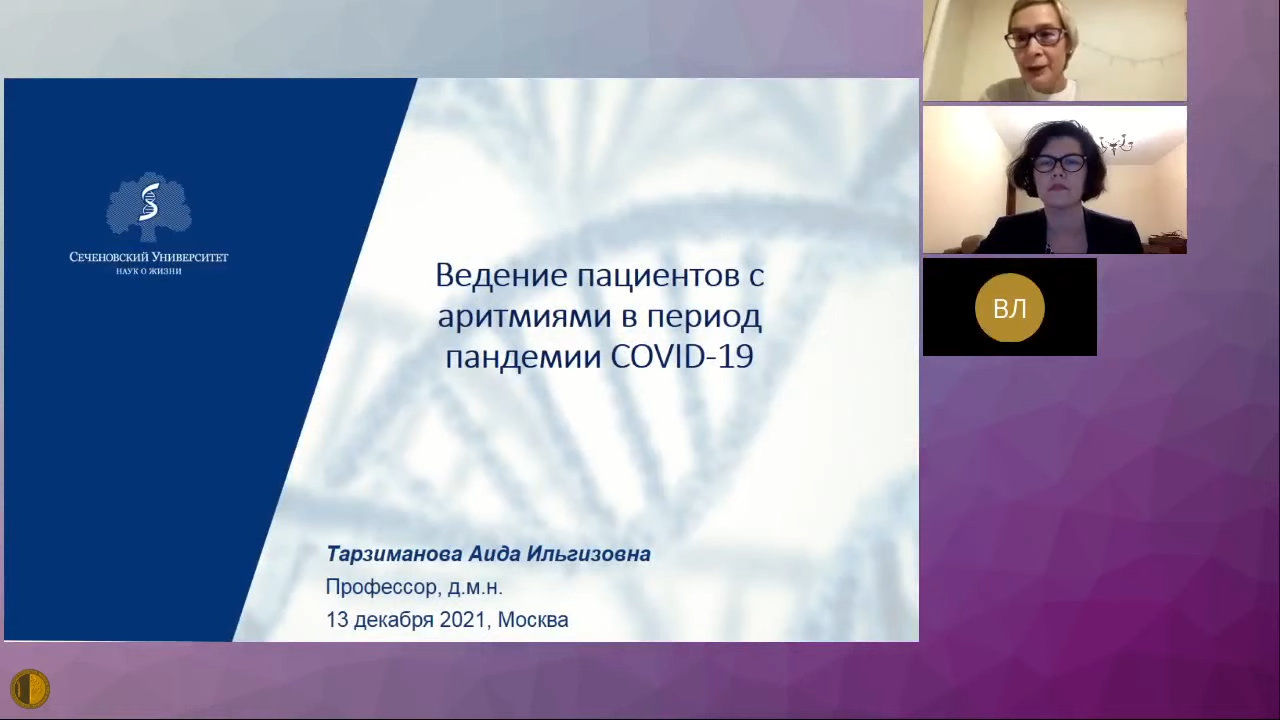 Сеченовский Университет
наук о жизни
Ведение пациентов с
аритмиями в период
пандемии COVID-19
Тарзиманова Аида Ильгизовна
Профессор, д.м.н.
13 декабря 2021, Москва
ВЛ